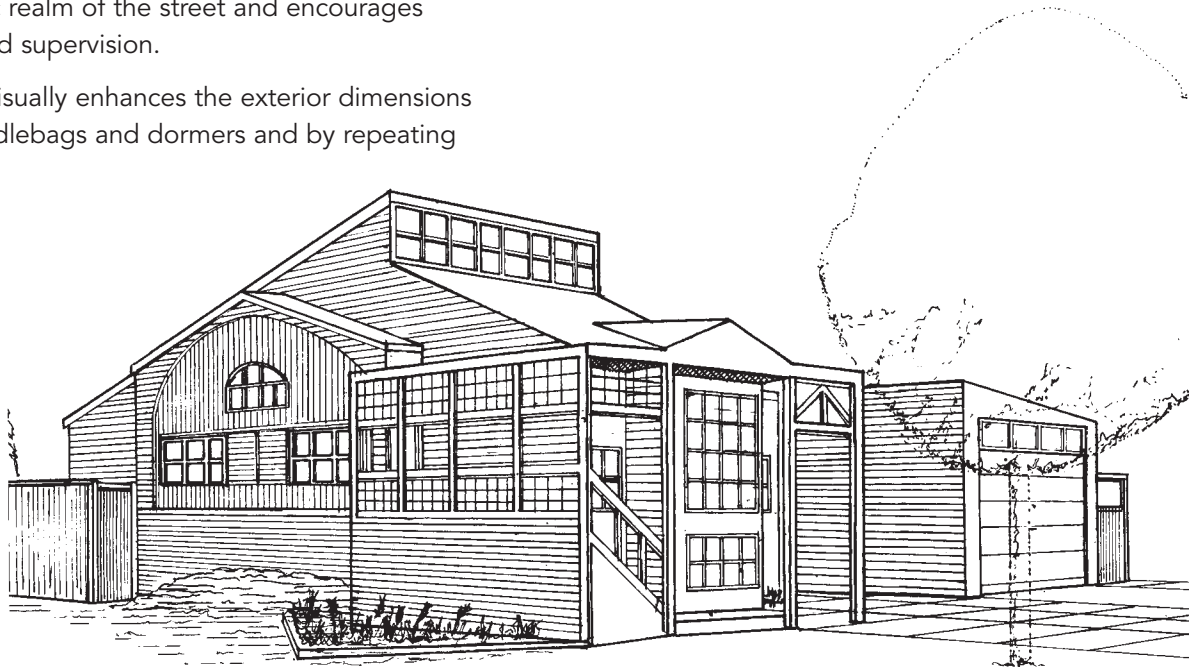 realm of the street and encourages
d supervision.
isually enhances the exterior dimensions
dlebags and dormers and by repeating